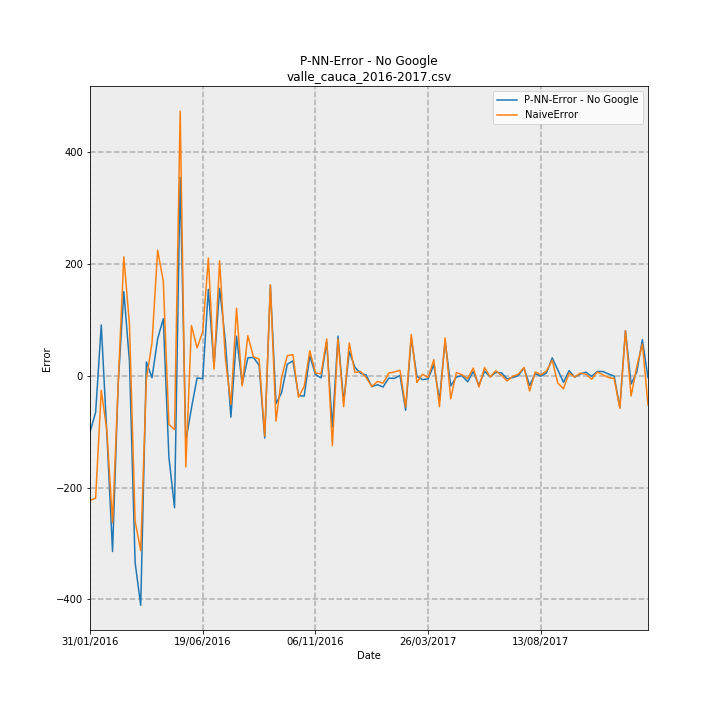 P-NN-Error - No Google
valle_cauca_2016-2017.csv
P-NN-Error - No Google
NaiveError
400
200
0
−200
−400
Error
31/01/2016
19/06/2016
06/11/2016
26/03/2017
13/08/2017
Date